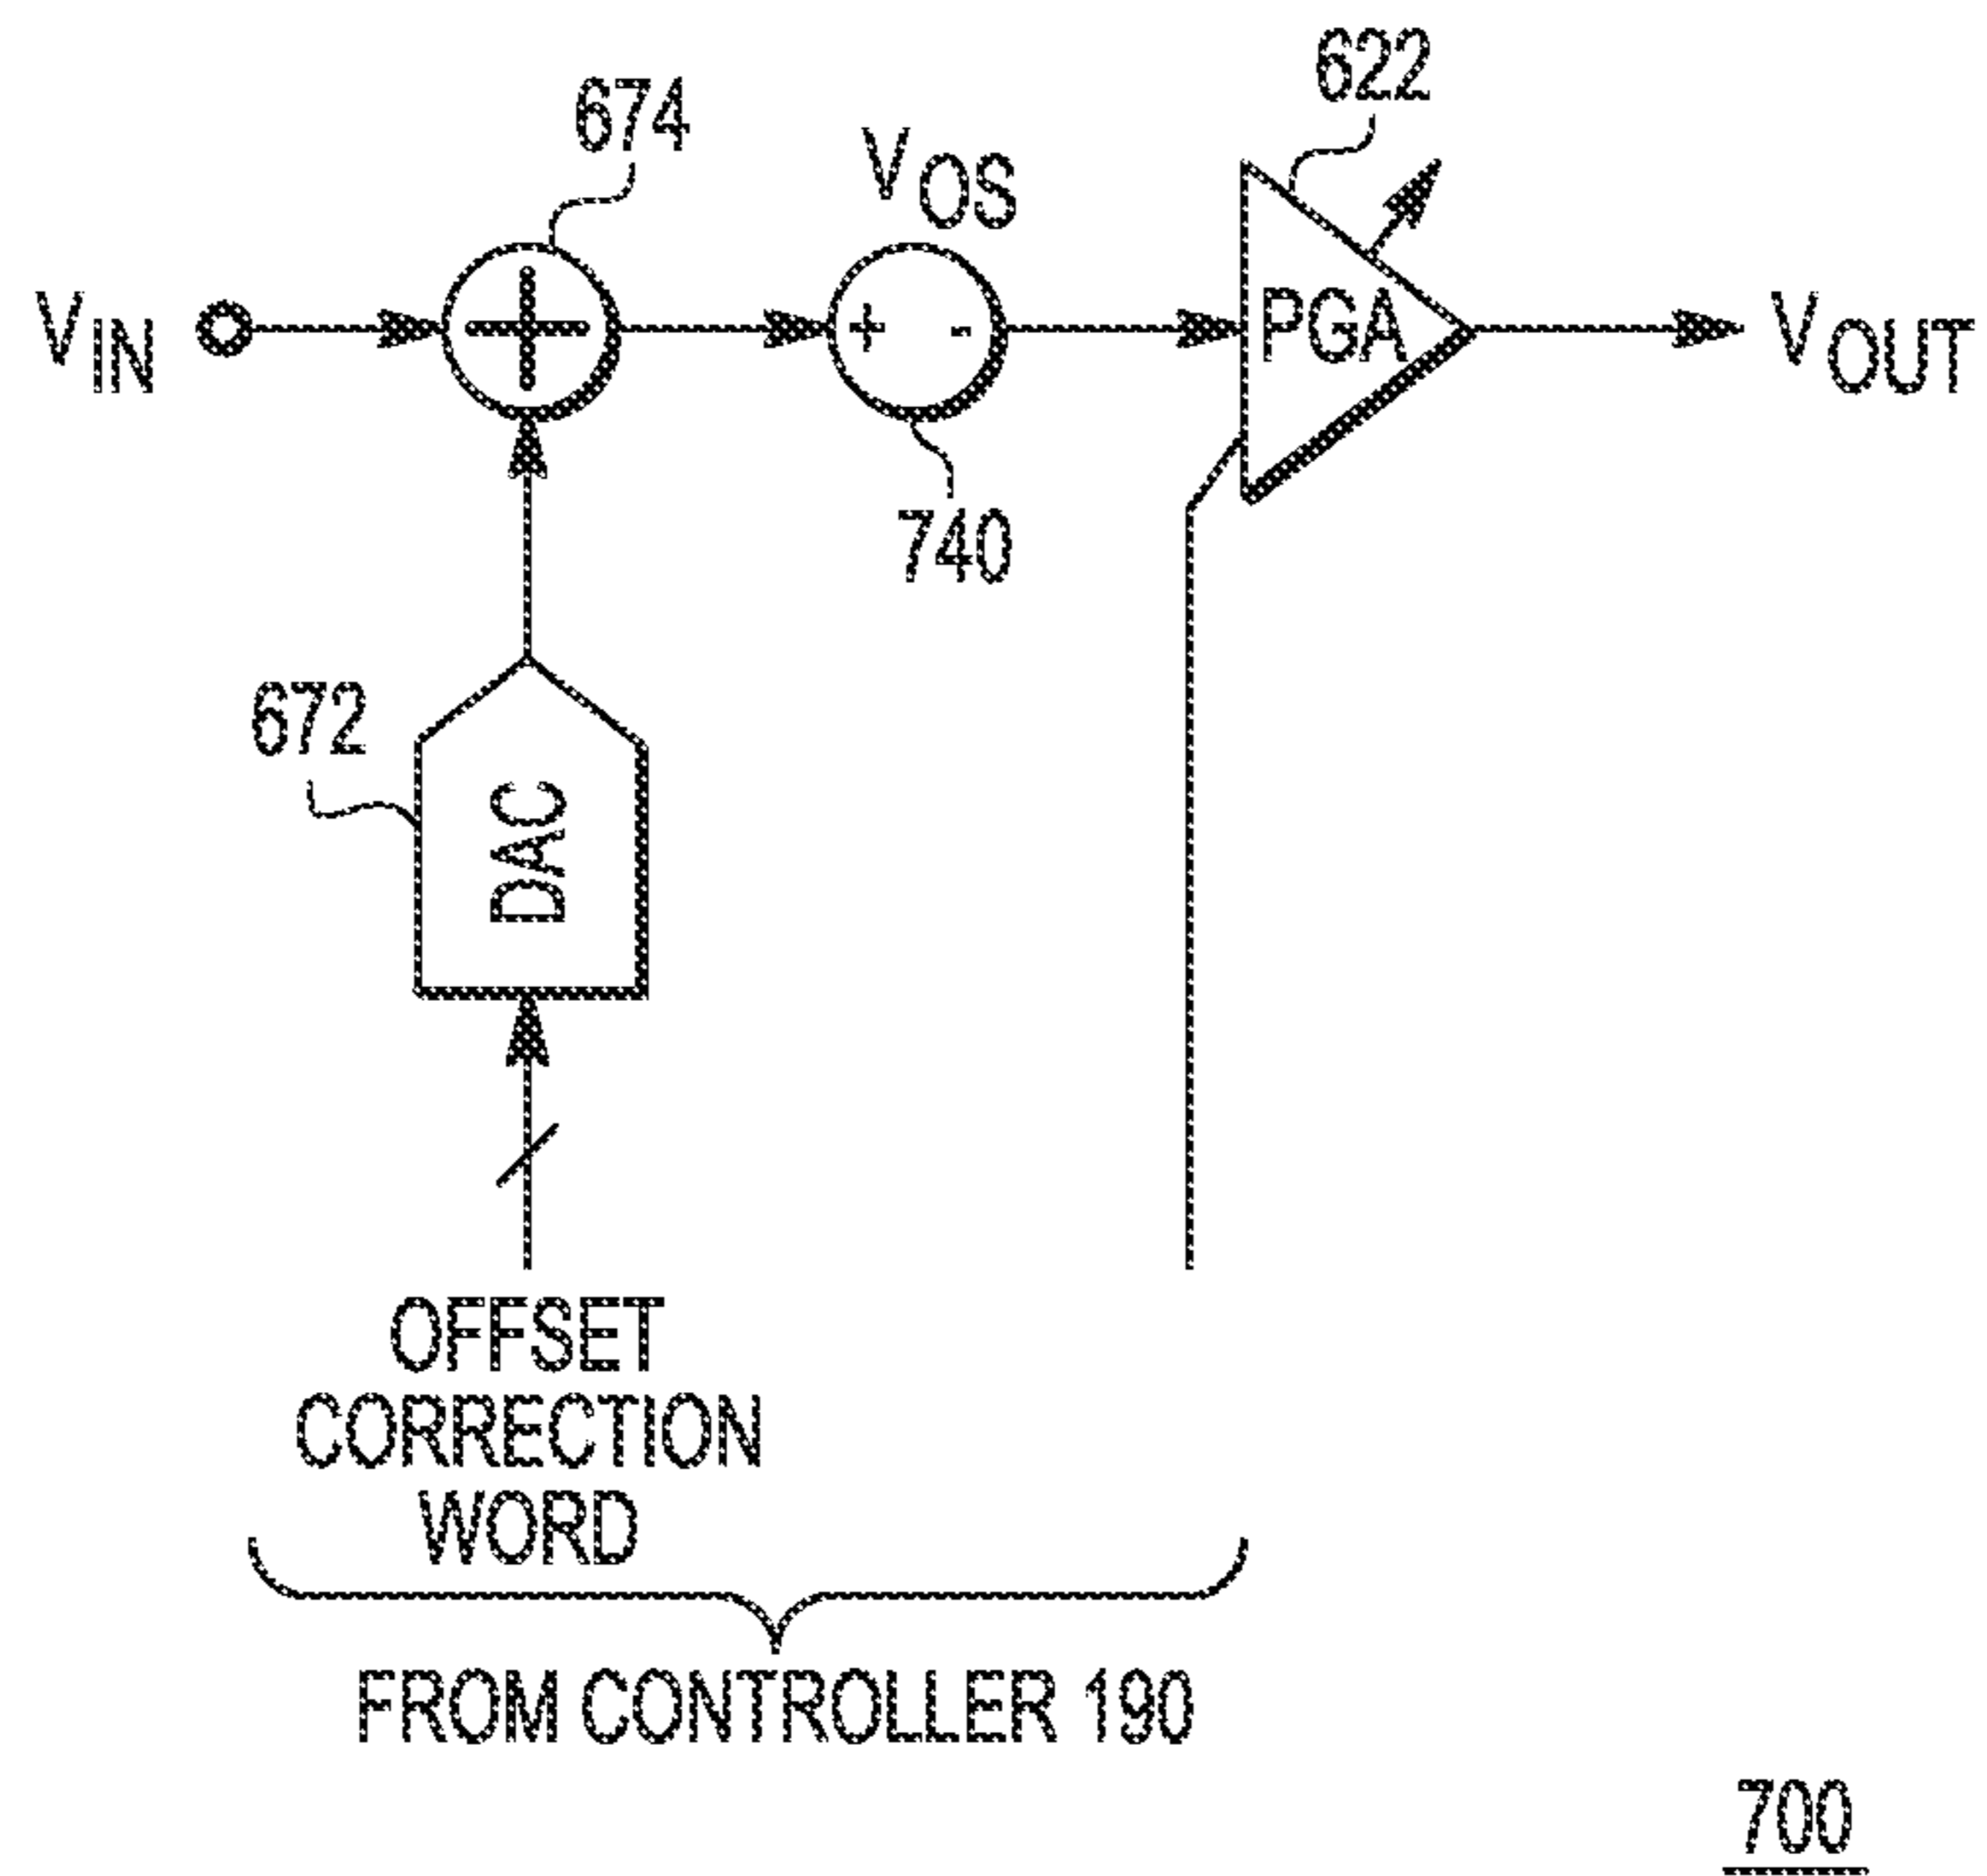 622
674
VOS
VIN
+ -
PGA
VOUT
740
672
DAC
OFFSET
CORRECTION
WORD
FROM CONTROLLER 190
700